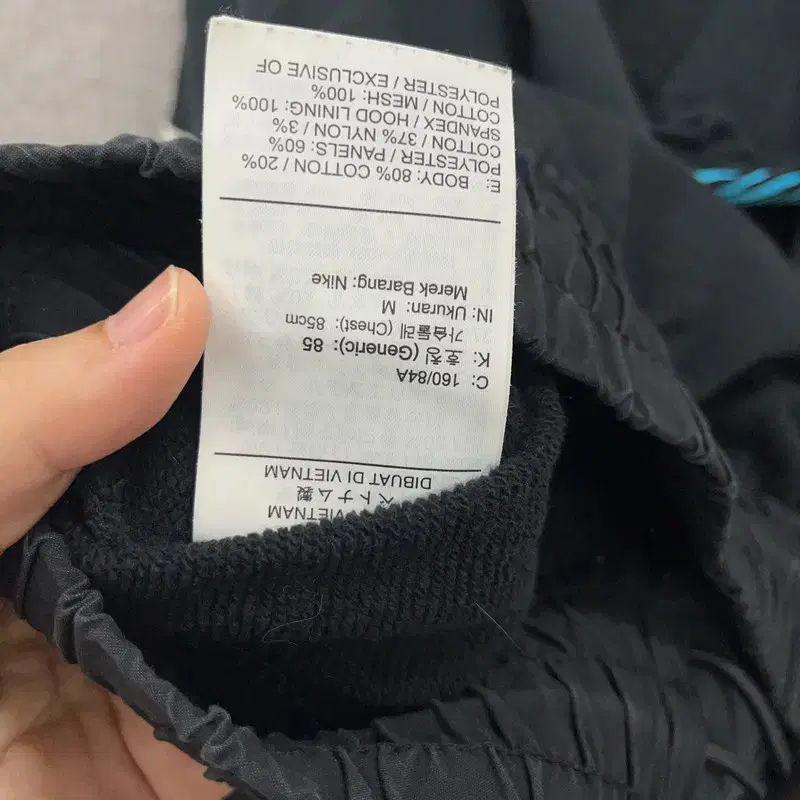 VIETNAM
ベトナム製
DIBUAT DI VIETNAM
C: 160/84A
K: 호칭 (Generic): 85
가슴둘레 (Chest): 85cm
IN: Ukuran: M
Merek Barang: Nike
E: BODY: 80% COTTON / 20%
POLYESTER / PANELS: 60%
COTTON / 37% NYLON / 3%
SPANDEX / HOOD LINING: 100%
COTTON / MESH: 100%
POLYESTER / EXCLUSIVE OF